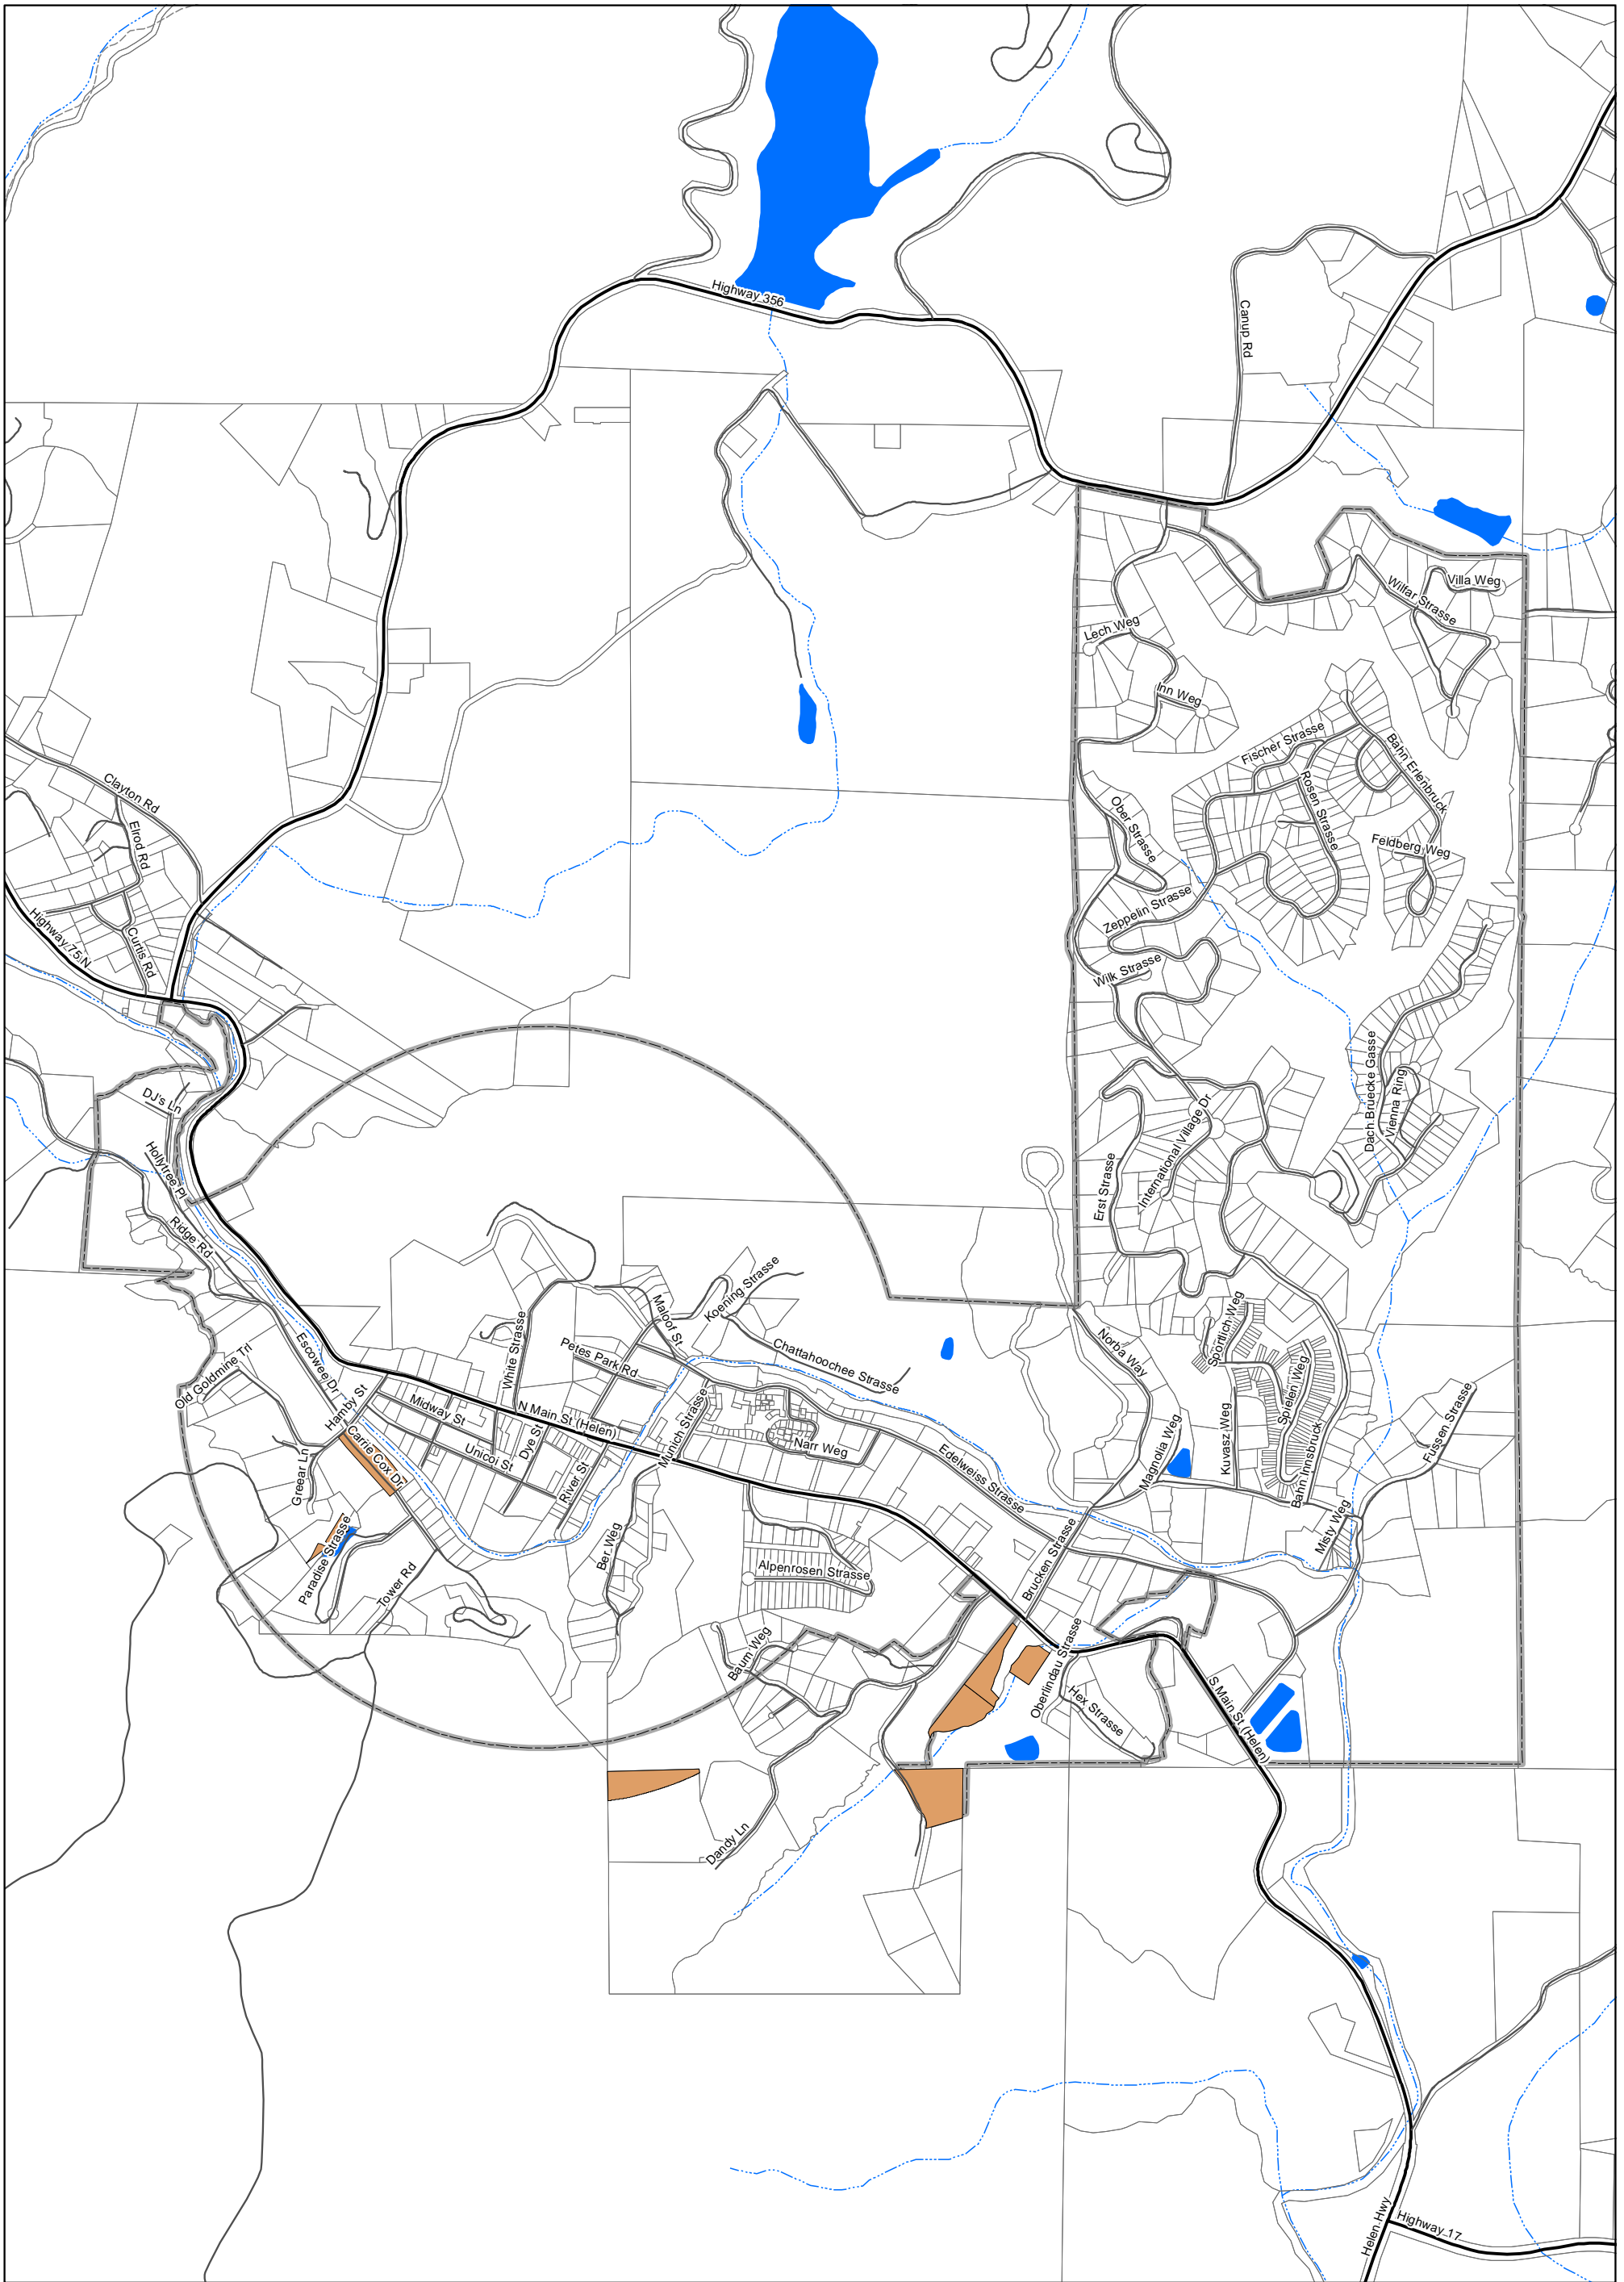 Highway 356
Canup Rd
Villa Weg
Wilfar Strasse
Lech Weg
Inn Weg
Fischer Strasse
Bahn Erlenbruck
Rosen Strasse
Ober Strasse
Feldberg Weg
Clayton Rd
Elrod Rd
Zeppelin Strasse
Highway 75 N
Curtis Rd
Wilk Strasse
Dach Bruecke Gasse
Vienna Ring
DJ's Ln
International Village Dr
Hollytree Pl
Erst Strasse
Ridge Rd
Koening Strasse
Maloof St
White Strasse
Sportlich Weg
Norba Way
Escowee Dr
Petes Park Rd
Chattahoochee Strasse
Old Goldmine Trl
Spielen Weg
Hamby St
Midway St
N Main St (Helen)
Munich Strasse
Fussen Strasse
Carrie Cox Dr
Unicoi St
Dye St
Narr Weg
Edelweiss Strasse
Magnolia Weg
Kuvasz Weg
Bahn Innsbruck
Greear Ln
River St
Misty Weg
Paradise Strasse
Ber Weg
Alpenrosen Strasse
Brucken Strasse
Tower Rd
Baum Weg
Oberlindau Strasse
Hex Strasse
S Main St (Helen)
Dandy Ln
Helen Hwy
Highway 17